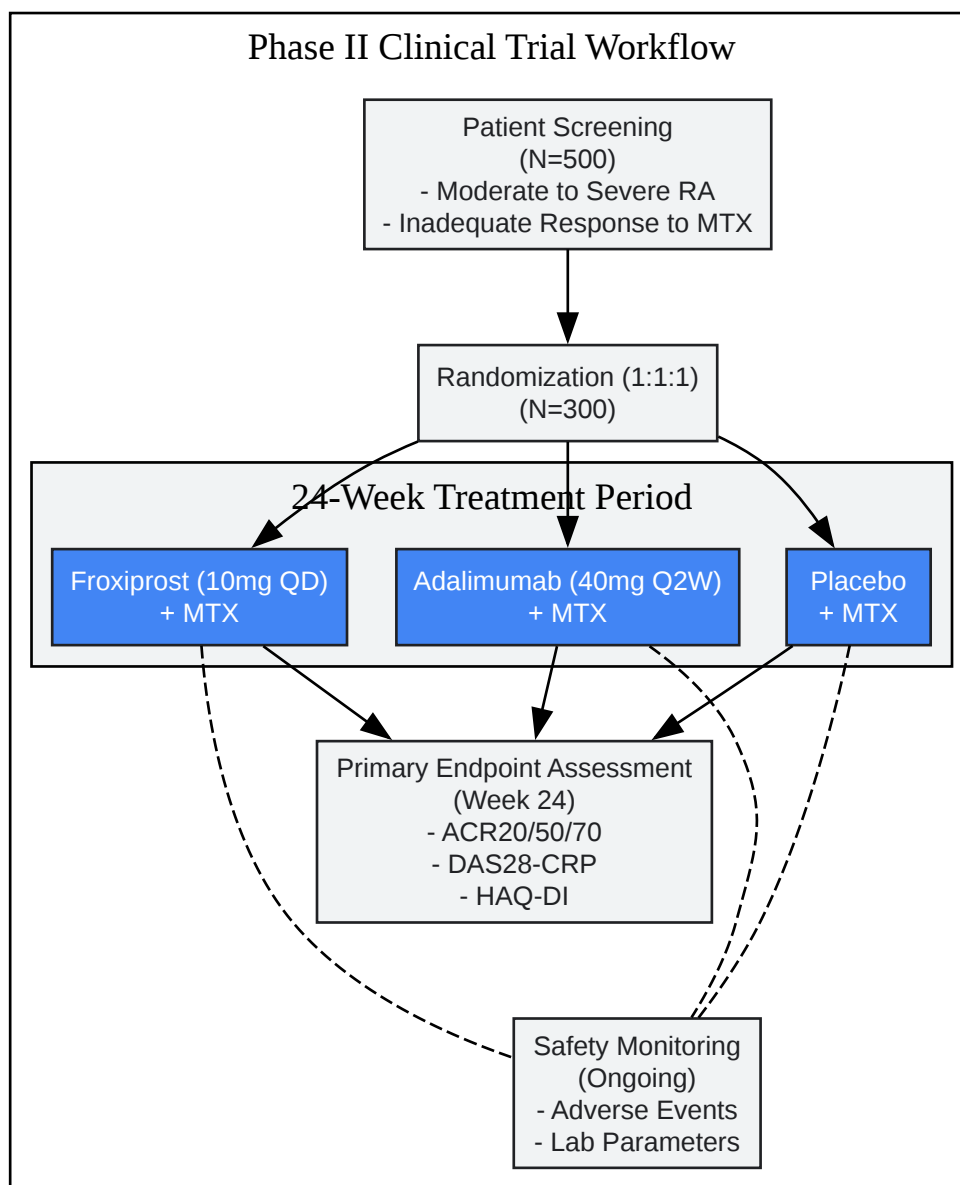 Phase II Clinical Trial Workflow
Patient Screening
(N=500)
- Moderate to Severe RA
- Inadequate Response to MTX
Randomization (1:1:1)
(N=300)
24-Week Treatment Period
Froxiprost (10mg QD)
+ MTX
Adalimumab (40mg Q2W)
+ MTX
Placebo
+ MTX
Primary Endpoint Assessment
(Week 24)
- ACR20/50/70
- DAS28-CRP
- HAQ-DI
Safety Monitoring
(Ongoing)
- Adverse Events
- Lab Parameters